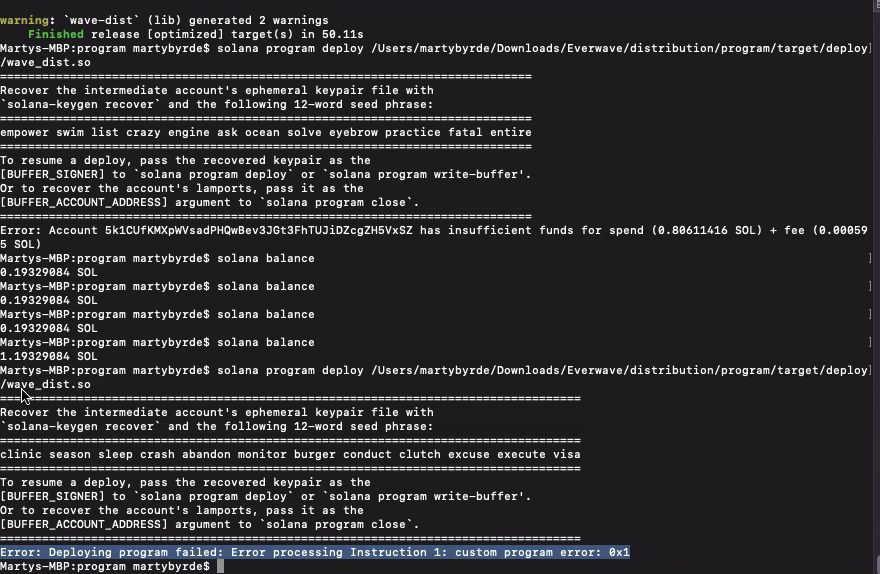 warning: `wave-dist` (lib) generated 2 warnings
    Finished release [optimized] target(s) in 50.11s
Martys-MBP:program martybyrde$ solana program deploy /Users/martybyrde/Downloads/Everwave/distribution/program/target/deploy]
/wave_dist.so
============================================================================
Recover the intermediate account's ephemeral keypair file with
`solana-keygen recover` and the following 12-word seed phrase:
============================================================================
empower swim list crazy engine ask ocean solve eyebrow practice fatal entire
============================================================================
To resume a deploy, pass the recovered keypair as the
[BUFFER_SIGNER] to `solana program deploy` or `solana program write-buffer'.
Or to recover the account's lamports, pass it as the
[BUFFER_ACCOUNT_ADDRESS] argument to `solana program close`.
============================================================================
Error: Account 5k1CUfKMXpWVsadPHQwBev3JGt3FhTUJiDZcgZH5VxSZ has insufficient funds for spend (0.80611416 SOL) + fee (0.00059
5 SOL)
Martys-MBP:program martybyrde$ solana balance ]
0.19329084 SOL
Martys-MBP:program martybyrde$ solana balance ]
0.19329084 SOL
Martys-MBP:program martybyrde$ solana balance ]
0.19329084 SOL
Martys-MBP:program martybyrde$ solana balance ]
1.19329084 SOL
Martys-MBP:program martybyrde$ solana program deploy /Users/martybyrde/Downloads/Everwave/distribution/program/target/deploy]
/wave_dist.so
===================================================================================
Recover the intermediate account's ephemeral keypair file with
`solana-keygen recover` and the following 12-word seed phrase:
===================================================================================
clinic season sleep crash abandon monitor burger conduct clutch excuse execute visa
===================================================================================
To resume a deploy, pass the recovered keypair as the
[BUFFER_SIGNER] to `solana program deploy` or `solana program write-buffer'.
Or to recover the account's lamports, pass it as the
[BUFFER_ACCOUNT_ADDRESS] argument to `solana program close`.
===================================================================================
Error: Deploying program failed: Error processing Instruction 1: custom program error: 0x1
Martys-MBP:program martybyrde$